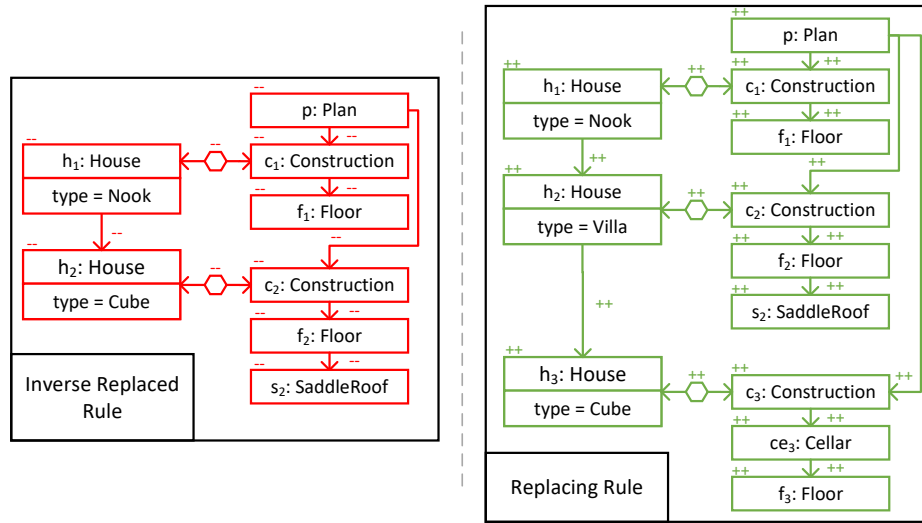 --
p: Plan
--
--
--
--
--
h₁: House
c₁: Construction
type = Nook
--
--
f₁: Floor
--
--
--
--
--
h₂: House
c₂: Construction
type = Cube
--
--
f₂: Floor
--
--
s₂: SaddleRoof
Inverse Replaced
Rule
++
p: Plan
++
++
++
++
++
h₁: House
c₁: Construction
type = Nook
++
++
f₁: Floor
++
++
++
++
++
h₂: House
c₂: Construction
type = Villa
++
++
f₂: Floor
++
++
s₂: SaddleRoof
++
++
++
++
++
h₃: House
c₃: Construction
type = Cube
++
++
ce₃: Cellar
++
++
f₃: Floor
Replacing Rule